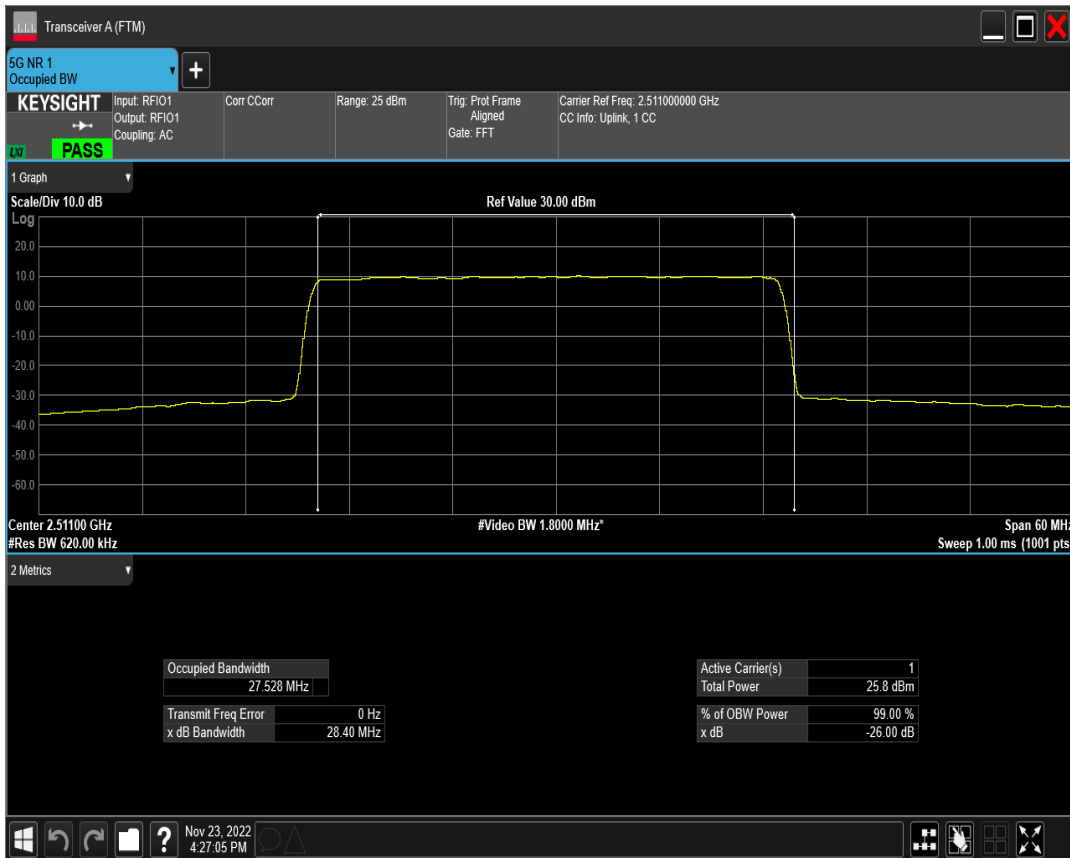 Transceiver A (FTM)
5G NR 1
Occupied BW
+
KEYSIGHT
LXI
PASS
Input: RFIO1
Output: RFIO1
Coupling: AC
Corr CCorr
Range: 25 dBm
Trig: Prot Frame
Aligned
Gate: FFT
Carrier Ref Freq: 2.511000000 GHz
CC Info: Uplink, 1 CC
1 Graph
Scale/Div 10.0 dB
Ref Value 30.00 dBm
Log
20.0
10.0
0.00
-10.0
-20.0
-30.0
-40.0
-50.0
-60.0
Center 2.51100 GHz
#Video BW 1.8000 MHz*
Span 60 MHz
#Res BW 620.00 kHz
Sweep 1.00 ms (1001 pts
2 Metrics
Occupied Bandwidth
27.528 MHz
Transmit Freq Error 0 Hz
x dB Bandwidth 28.40 MHz
Active Carrier(s) 1
Total Power 25.8 dBm
% of OBW Power 99.00 %
x dB -26.00 dB
?
Nov 23, 2022
4:27:05 PM